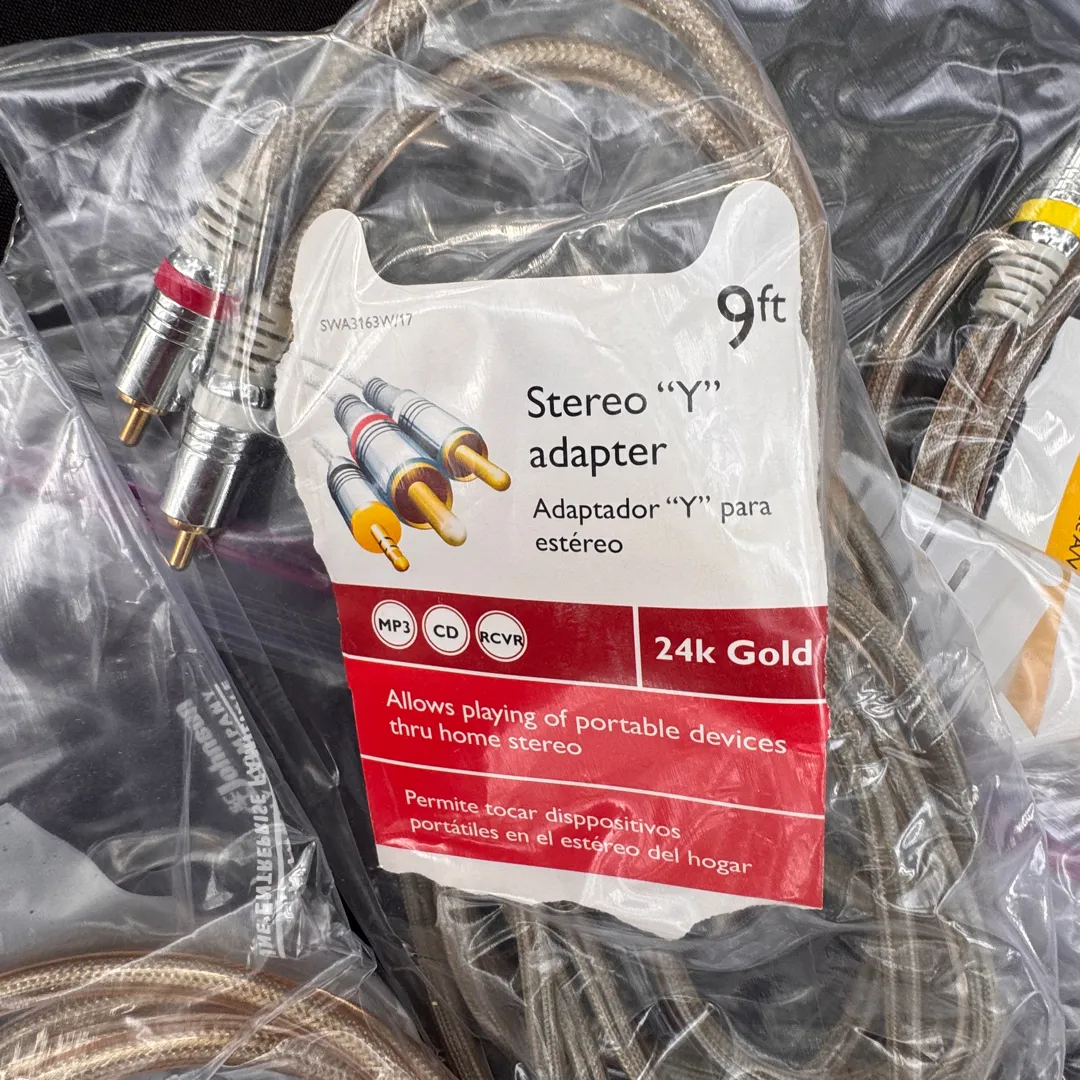 9ft
SWA3163W/17
Stereo “Y”
adapter
Adaptador “Y” para
estéreo
MP3
CD
RCVR
24k Gold
Allows playing of portable devices
thru home stereo
Permite tocar disppositivos
portátiles en el estéreo del hogar
Johnson